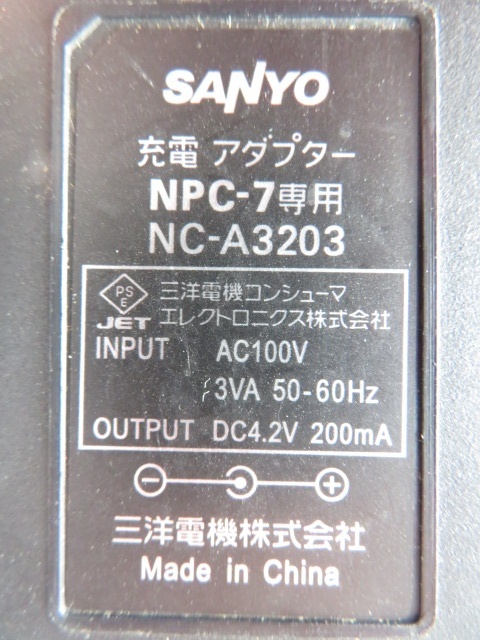 SANYO
充電 アダプター
NPC-7専用
NC-A3203
PS
E
JET
三洋電機コンシューマ
エレクトロニクス株式会社
INPUT AC100V
3VA 50-60Hz
OUTPUT DC4.2V 200mA
三洋電機株式会社
Made in China